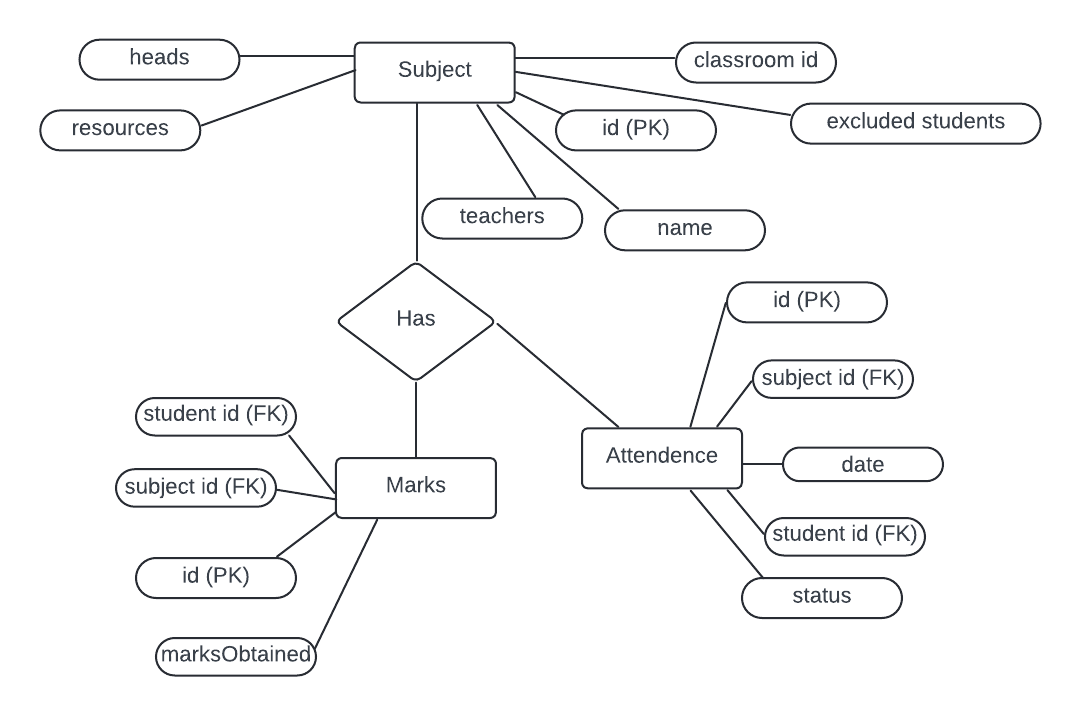 heads
Subject
classroom id
resources
id (PK)
excluded students
teachers
name
Has
id (PK)
subject id (FK)
student id (FK)
Attendence
date
Marks
subject id (FK)
student id (FK)
id (PK)
status
marksObtained